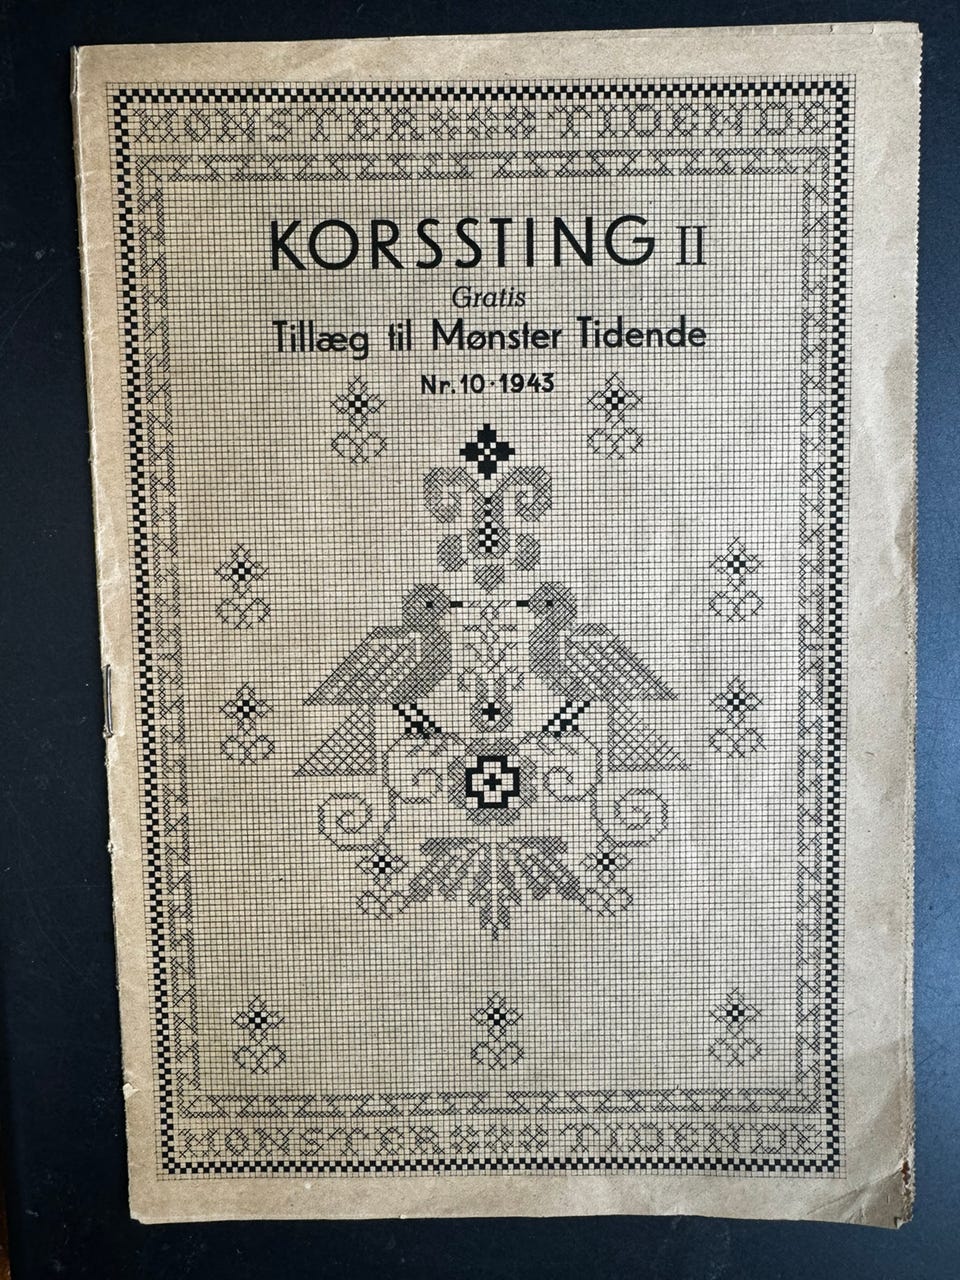 MØNSTER TIDENDE
KORSSTING II
Gratis
Tillæg til Mønster Tidende
Nr. 10 · 1943
MØNSTER TIDENDE